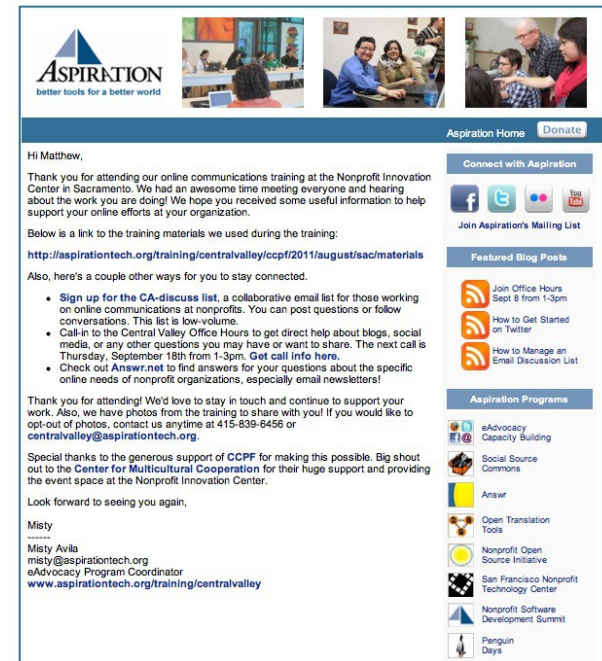 ASPIRATION
better tools for a better world
Aspiration Home Donate
Hi Matthew,
Thank you for attending our online communications training at the Nonprofit Innovation
Center in Sacramento. We had an awesome time meeting everyone and hearing
about the work you are doing! We hope you received some useful information to help
support your online efforts at your organization.
Below is a link to the training materials we used during the training:
http://aspirationtech.org/training/centralvalley/ccpf/2011/august/sac/materials
Also, here's a couple other ways for you to stay connected.
• Sign up for the CA-discuss list, a collaborative email list for those working
on online communications at nonprofits. You can post questions or follow
conversations. This list is low-volume.
• Call-in to the Central Valley Office Hours to get direct help about blogs, social
media, or any other questions you may have or want to share. The next call is
Thursday, September 18th from 1-3pm. Get call info here.
• Check out Answr.net to find answers for your questions about the specific
online needs of nonprofit organizations, especially email newsletters!
Thank you for attending! We'd love to stay in touch and continue to support your
work. Also, we have photos from the training to share with you! If you would like to
opt-out of photos, contact us anytime at 415-839-6456 or
centralvalley@aspirationtech.org.
Special thanks to the generous support of CCPF for making this possible. Big shout
out to the Center for Multicultural Cooperation for their huge support and providing
the event space at the Nonprofit Innovation Center.
Look forward to seeing you again,
Misty
------
Misty Avila
misty@aspirationtech.org
eAdvocacy Program Coordinator
www.aspirationtech.org/training/centralvalley
Connect with Aspiration
You Tube
Join Aspiration's Mailing List
Featured Blog Posts
Join Office Hours
Sept 8 from 1-3pm
How to Get Started
on Twitter
How to Manage an
Email Discussion List
Aspiration Programs
eAdvocacy
Capacity Building
Social Source
Commons
Answr
Open Translation
Tools
Nonprofit Open
Source Initiative
San Francisco Nonprofit
Technology Center
Nonprofit Software
Development Summit
Penguin
Days